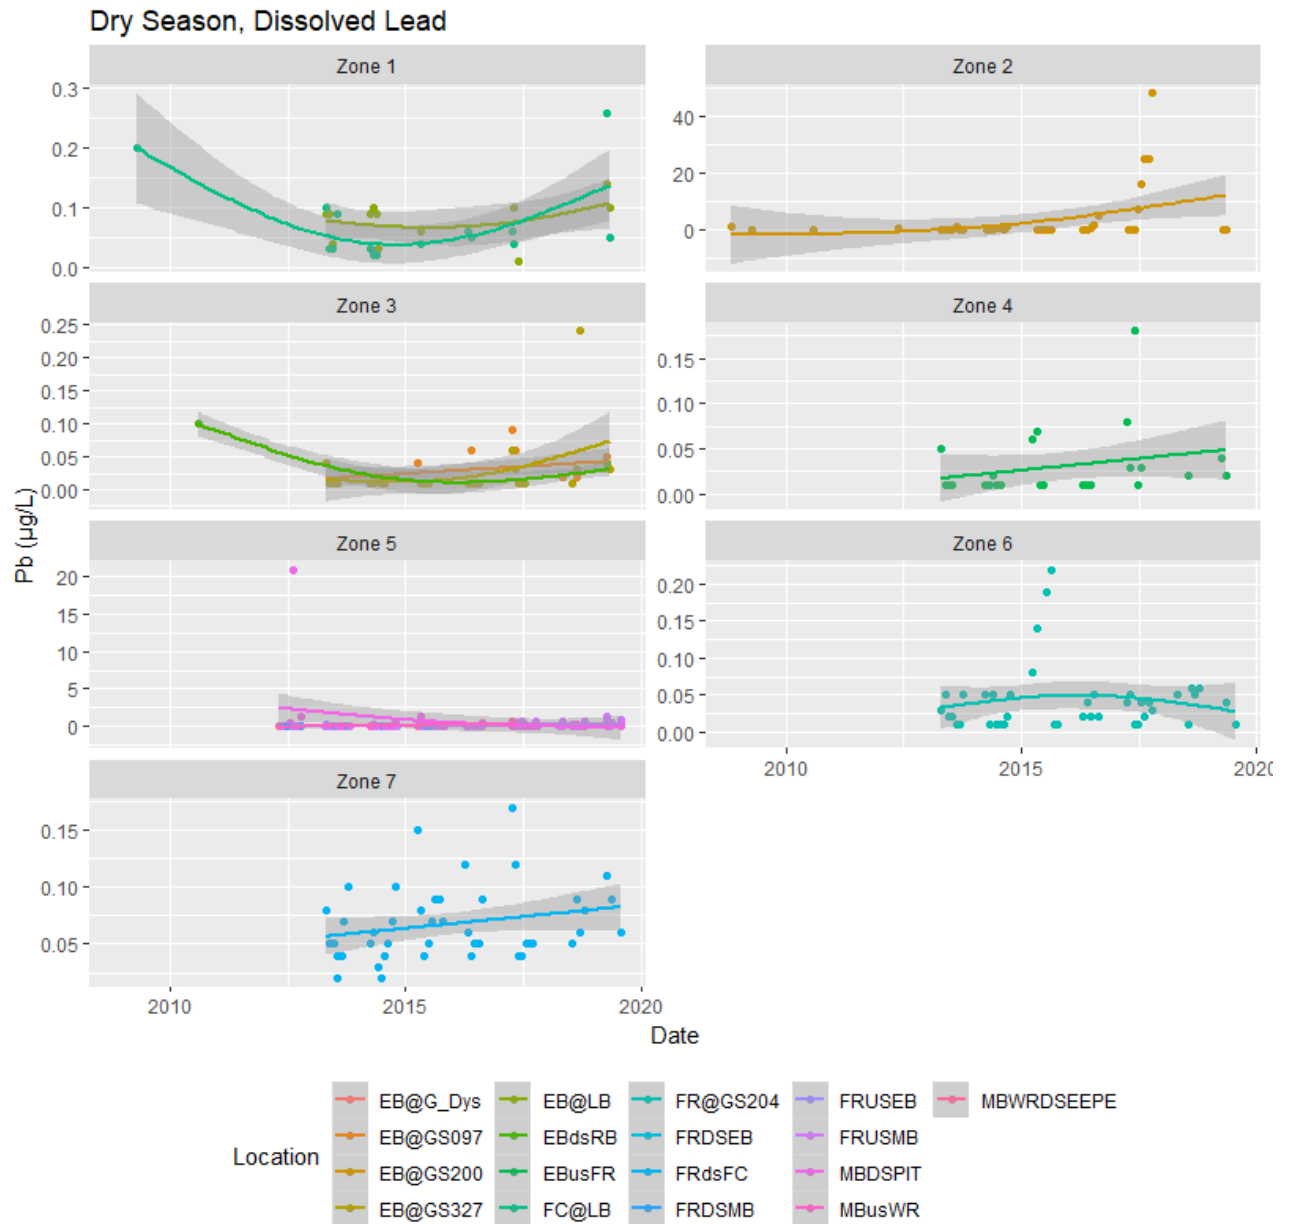 Dry Season, Dissolved Lead
Zone 1
Zone 2
0.3
0.2
0.1
0.0
40
20
0
Zone 3
Zone 4
0.25
0.20
0.15
0.10
0.05
0.00
0.15
0.10
0.05
0.00
Pb (µg/L)
Zone 5
Zone 6
20
15
10
5
0
0.20
0.15
0.10
0.05
0.00
2010 2015 2020
Zone 7
0.15
0.10
0.05
2010 2015 2020
Date
Location
EB@G_Dys EB@LB FR@GS204 FRUSEB MBWRDSEEPE
EB@GS097 EBdsRB FRDSEB FRUSMB
EB@GS200 EBusFR FRdsFC MBDSPIT
EB@GS327 FC@LB FRDSMB MBusWR